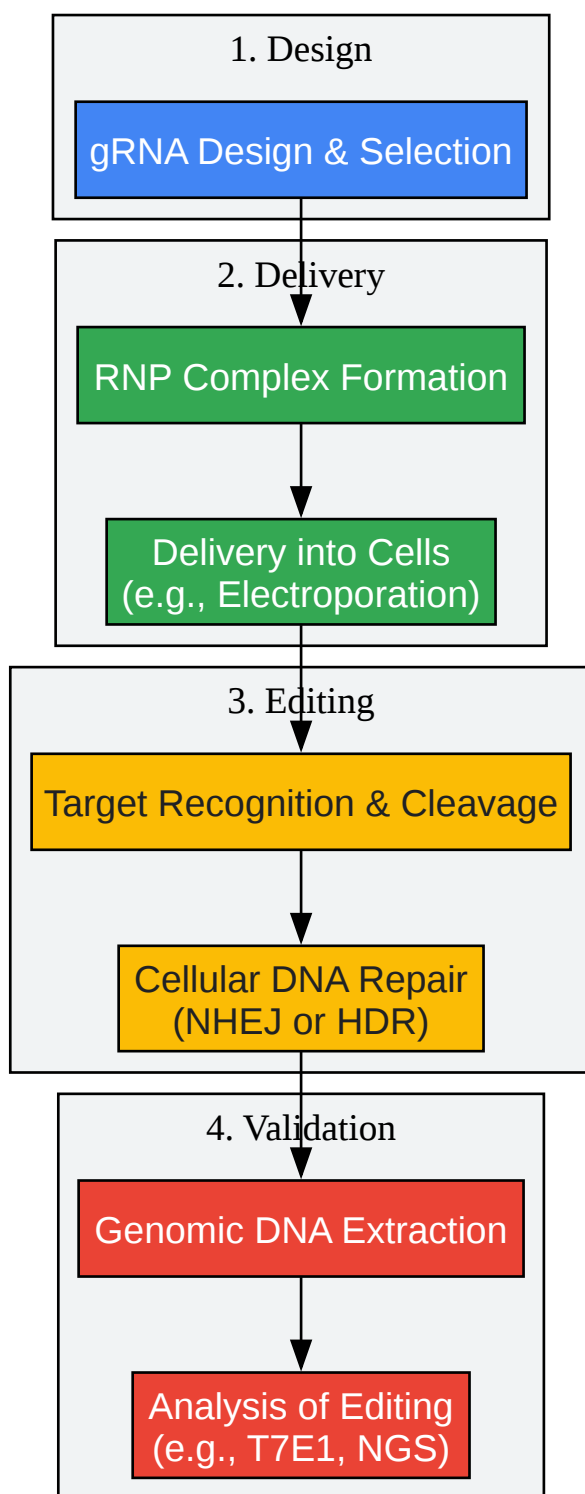 1. Design
gRNA Design & Selection
2. Delivery
RNP Complex Formation
Delivery into Cells
(e.g., Electroporation)
3. Editing
Target Recognition & Cleavage
Cellular DNA Repair
(NHEJ or HDR)
4. Validation
Genomic DNA Extraction
Analysis of Editing
(e.g., T7E1, NGS)